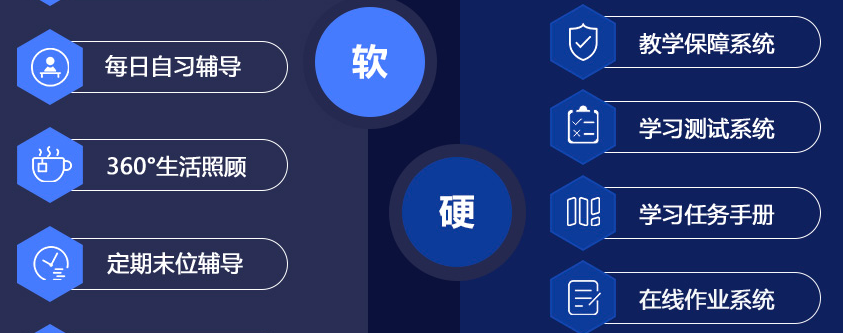 软
每日自习辅导
360°生活照顾
定期末位辅导
硬
教学保障系统
学习测试系统
学习任务手册
在线作业系统